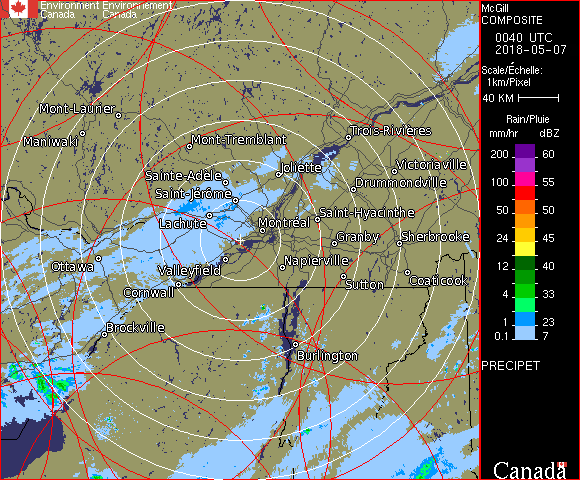 Environment Environnement
Canada Canada
McGill
COMPOSITE
0040 UTC
2018-05-07
Scale/Échelle:
1km/Pixel
40 KM
Rain/Pluie
mm/hr dBZ
200 60
100 55
50 50
24 45
12 40
4 33
1 23
0.1 7
PRECIPET
Canada
Mont-Laurier
Maniwaki
Mont-Tremblant
Trois-Rivières
Joliette
Victoriaville
Sainte-Adèle
Drummondville
Saint-Jérôme
Saint-Hyacinthe
Lachute
Montréal
Granby
Sherbrooke
Ottawa
Valleyfield
Napierville
Cornwall
Sutton
Coaticook
Brockville
Burlington